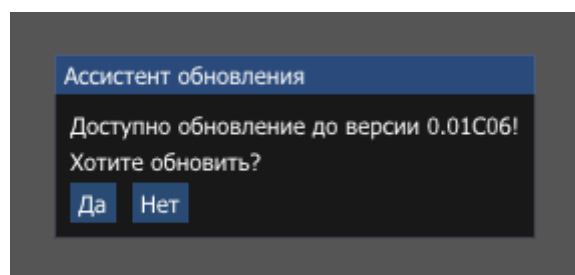 Ассистент обновления
Доступно обновление до версии 0.01C06!
Хотите обновить?
Да Нет